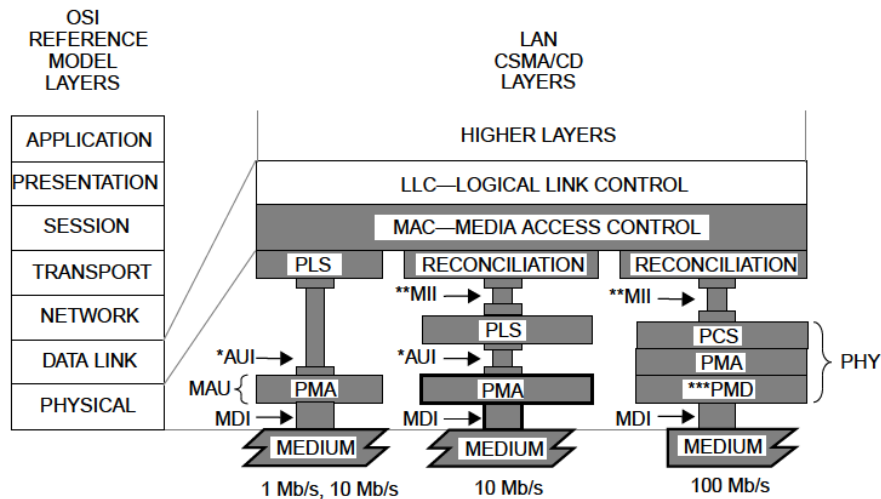 OSI
REFERENCE
MODEL
LAYERS
LAN
CSMA/CD
LAYERS
APPLICATION
PRESENTATION
SESSION
TRANSPORT
NETWORK
DATA LINK
PHYSICAL
HIGHER LAYERS
LLC—LOGICAL LINK CONTROL
MAC—MEDIA ACCESS CONTROL
PLS
RECONCILIATION
RECONCILIATION
**MII
**MII
PLS
PCS
*AUI
*AUI
PMA
PHY
MAU
PMA
PMA
***PMD
MDI
MDI
MDI
MEDIUM
MEDIUM
MEDIUM
1 Mb/s, 10 Mb/s
10 Mb/s
100 Mb/s